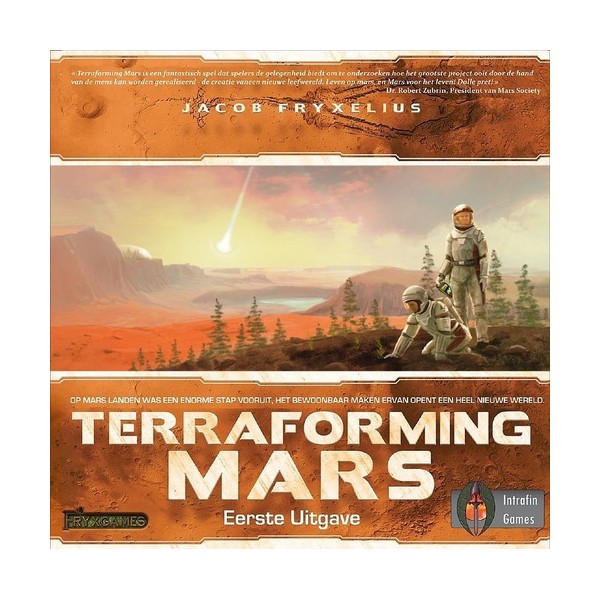 « Terraforming Mars is een fantastisch spel dat spelers de gelegenheid biedt om te onderzoeken hoe het grootste project ooit door de hand
van de mens kan worden gerealiseerd - de creatie vaneen nieuwe leefwereld. Leven op mars, en Mars voor het leven! Dolle pret! »
Dr. Robert Zubrin, President van Mars Society
JACOB FRYXELIUS
OP MARS LANDEN WAS EEN ENORME STAP VOORUIT, HET BEWOONBAAR MAKEN ERVAN OPENT EEN HEEL NIEUWE WERELD.
TERRAFORMING
MARS
Eerste Uitgave
FRYXGAMES
Intrafin
Games